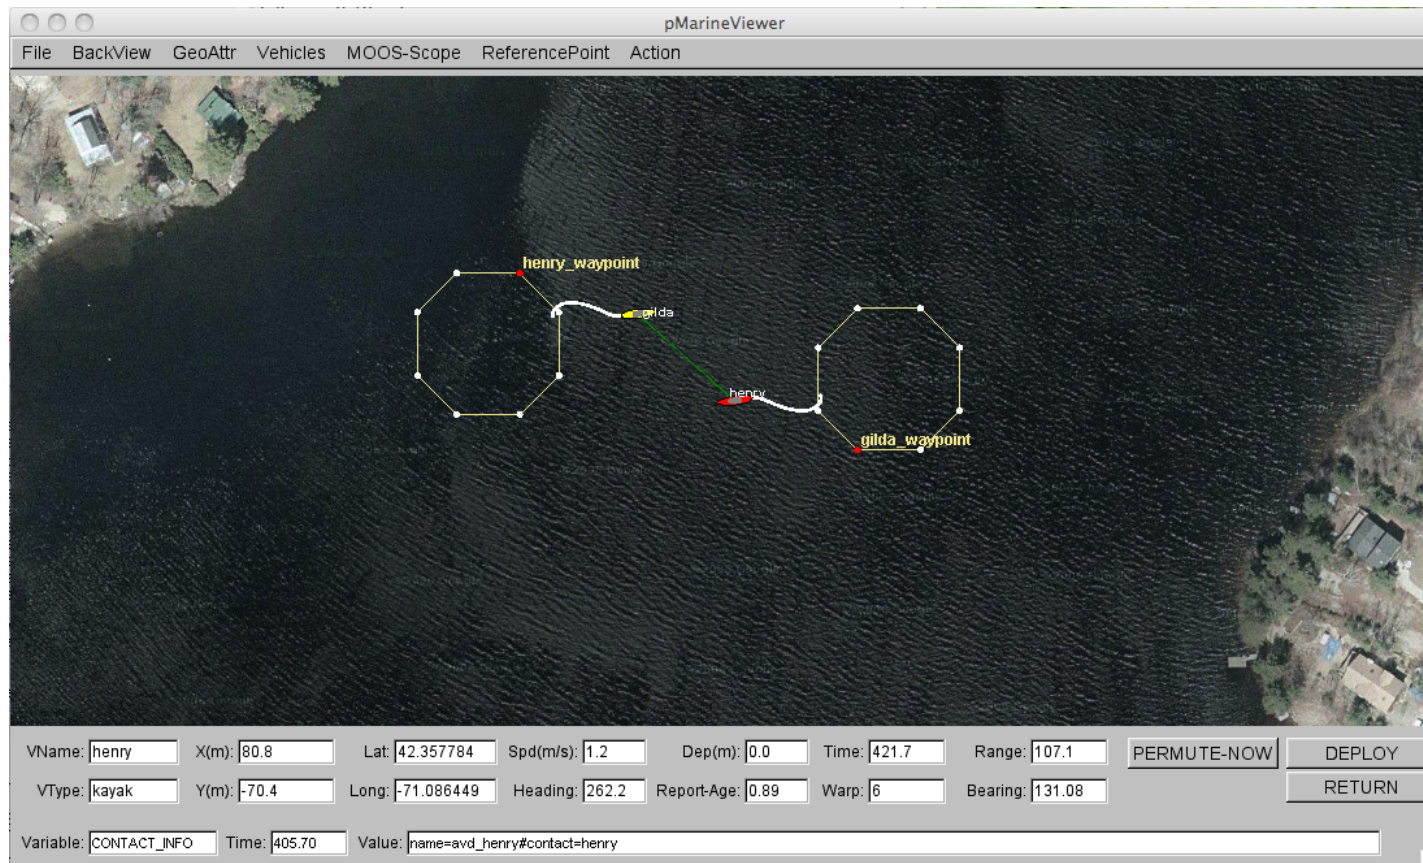 pMarineViewer
File BackView GeoAttr Vehicles MOOS-Scope ReferencePoint Action
henry_waypoint
gilda
henry
gilda_waypoint
VName: henry X(m): 80.8 Lat: 42.357784 Spd(m/s): 1.2 Dep(m): 0.0 Time: 421.7 Range: 107.1 PERMUTE-NOW DEPLOY
VType: kayak Y(m): -70.4 Long: -71.086449 Heading: 262.2 Report-Age: 0.89 Warp: 6 Bearing: 131.08 RETURN
Variable: CONTACT_INFO Time: 405.70 Value: name=avd_henry#contact=henry